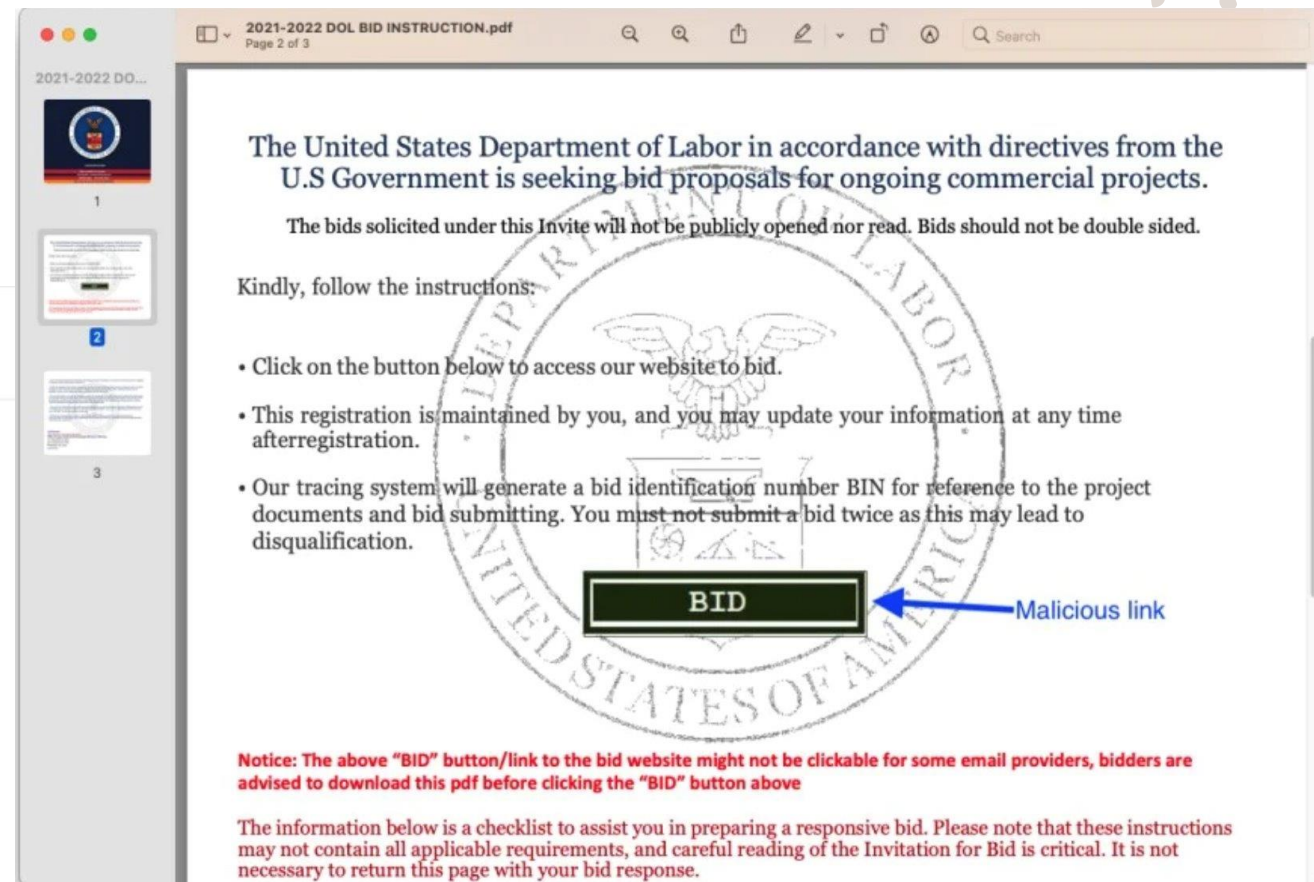 2021-2022 DOL BID INSTRUCTION.pdf
Page 2 of 3
Search
2021-2022 DO...
1
2
3
The United States Department of Labor in accordance with directives from the
U.S Government is seeking bid proposals for ongoing commercial projects.
The bids solicited under this Invite will not be publicly opened nor read. Bids should not be double sided.
Kindly, follow the instructions:
• Click on the button below to access our website to bid.
• This registration is maintained by you, and you may update your information at any time
afterregistration.
• Our tracing system will generate a bid identification number BIN for reference to the project
documents and bid submitting. You must not submit a bid twice as this may lead to
disqualification.
BID
Malicious link
DEPARTMENT OF LABOR
UNITED STATES OF AMERICA
Notice: The above “BID” button/link to the bid website might not be clickable for some email providers, bidders are
advised to download this pdf before clicking the “BID” button above
The information below is a checklist to assist you in preparing a responsive bid. Please note that these instructions
may not contain all applicable requirements, and careful reading of the Invitation for Bid is critical. It is not
necessary to return this page with your bid response.